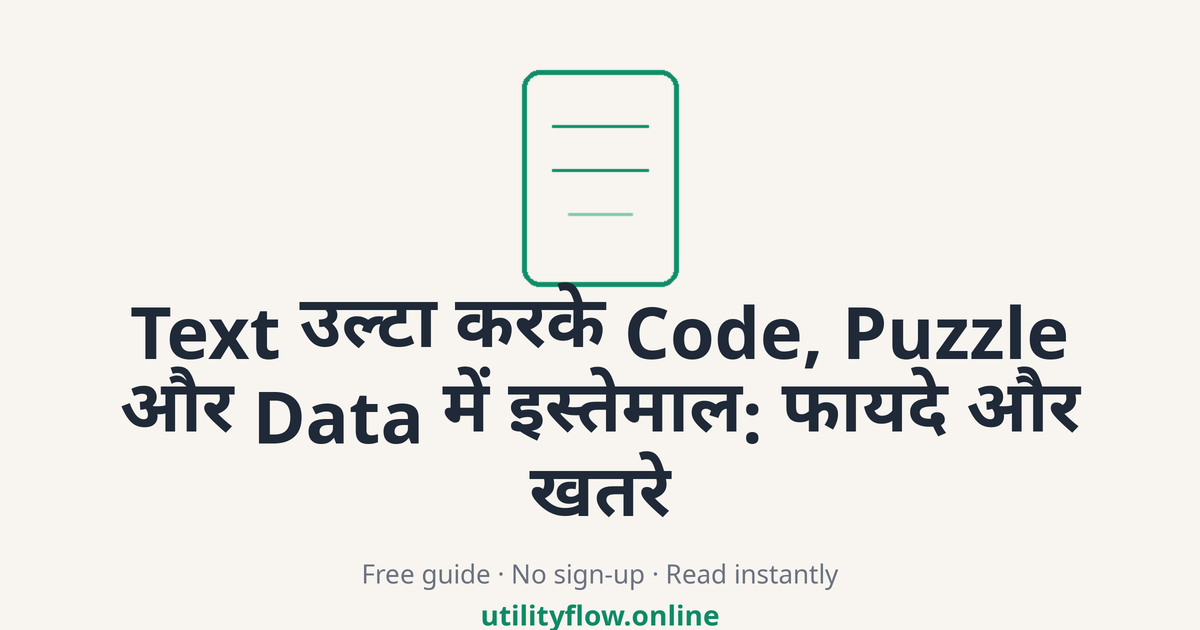 Text उल्टा करके Code, Puzzle
और Data में इस्तेमाल: फायदे और
खतरे
Free guide · No sign-up · Read instantly
utilityflow.online